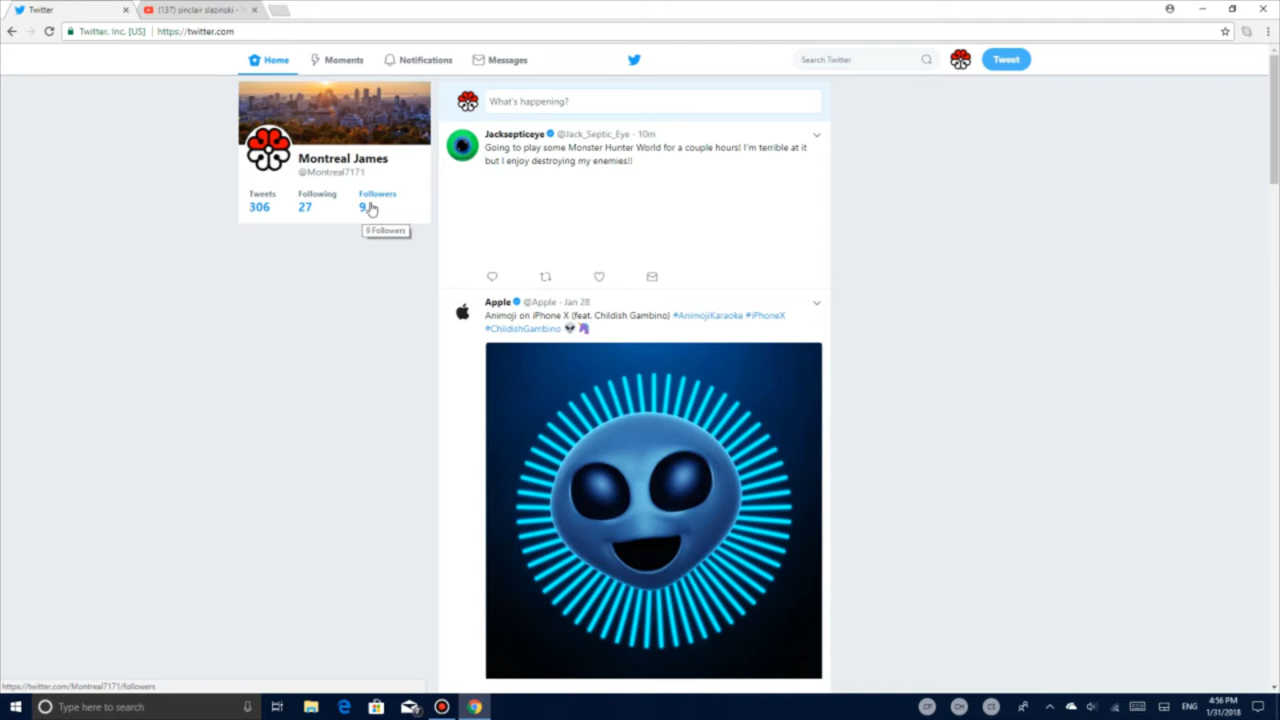 Twitter
(137) sinclair slazinski -
Twitter, Inc. [US]
https://twitter.com
Home
Moments
Notifications
Messages
Search Twitter
Tweet
What's happening?
Montreal James
@Montreal7171
Tweets
Following
Followers
306
27
9
9 Followers
Jacksepticeye @Jack_Septic_Eye · 10m
Going to play some Monster Hunter World for a couple hours! I'm terrible at it
but I enjoy destroying my enemies!!
Apple @Apple · Jan 28
Animoji on iPhone X (feat. Childish Gambino) #AnimojiKaraoke #iPhoneX
#ChildishGambino
https://twitter.com/Montreal7171/followers
Type here to search
ENG
4:56 PM
1/31/2018